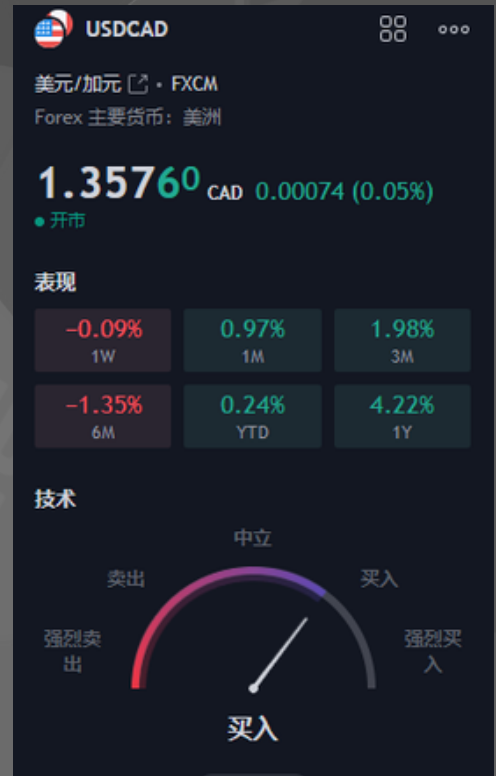 USDCAD
美元/加元 • FXCM
Forex 主要货币：美洲
1.35760 CAD 0.00074 (0.05%)
开市
表现
−0.09% 0.97% 1.98%
1W 1M 3M
−1.35% 0.24% 4.22%
6M YTD 1Y
技术
中立
卖出 买入
强烈卖出 强烈买入
买入